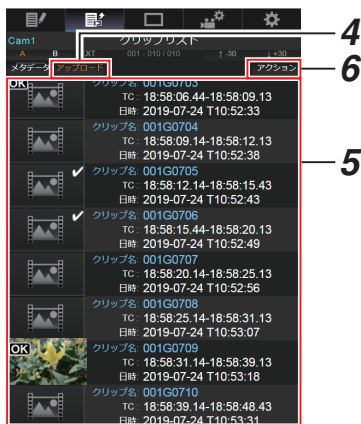 Cam1 クリップリスト
A B EXT 001 - 010 / 010 ↑ -30 ↓ +30
メタデータ アップロード アクション
4
6
5
OK クリップ名: 001G0703
TC : 18:58:06.44-18:58:09.13
日時: 2019-07-24 T10:52:33
クリップ名: 001G0704
TC : 18:58:09.14-18:58:12.13
日時: 2019-07-24 T10:52:38
クリップ名: 001G0705
TC : 18:58:12.14-18:58:15.43
日時: 2019-07-24 T10:52:43
クリップ名: 001G0706
TC : 18:58:15.44-18:58:20.13
日時: 2019-07-24 T10:52:49
クリップ名: 001G0707
TC : 18:58:20.14-18:58:25.13
日時: 2019-07-24 T10:52:56
クリップ名: 001G0708
TC : 18:58:25.14-18:58:31.13
日時: 2019-07-24 T10:53:07
OK クリップ名: 001G0709
TC : 18:58:31.14-18:58:39.13
日時: 2019-07-24 T10:53:18
クリップ名: 001G0710
TC : 18:58:39.14-18:58:48.43
日時: 2019-07-24 T10:53:31